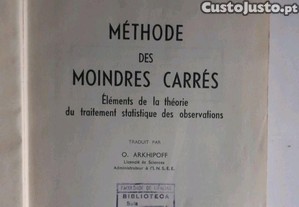 Custojusto.pt
MÉTHODE
DES
MOINDRES CARRÉS
Éléments de la théorie
du traitement statistique des observations
TRADUIT PAR
O. ARKHIPOFF
Licencié ès Sciences
Administrateur à l'I. N. S. E. E.
BIBLIOTECA